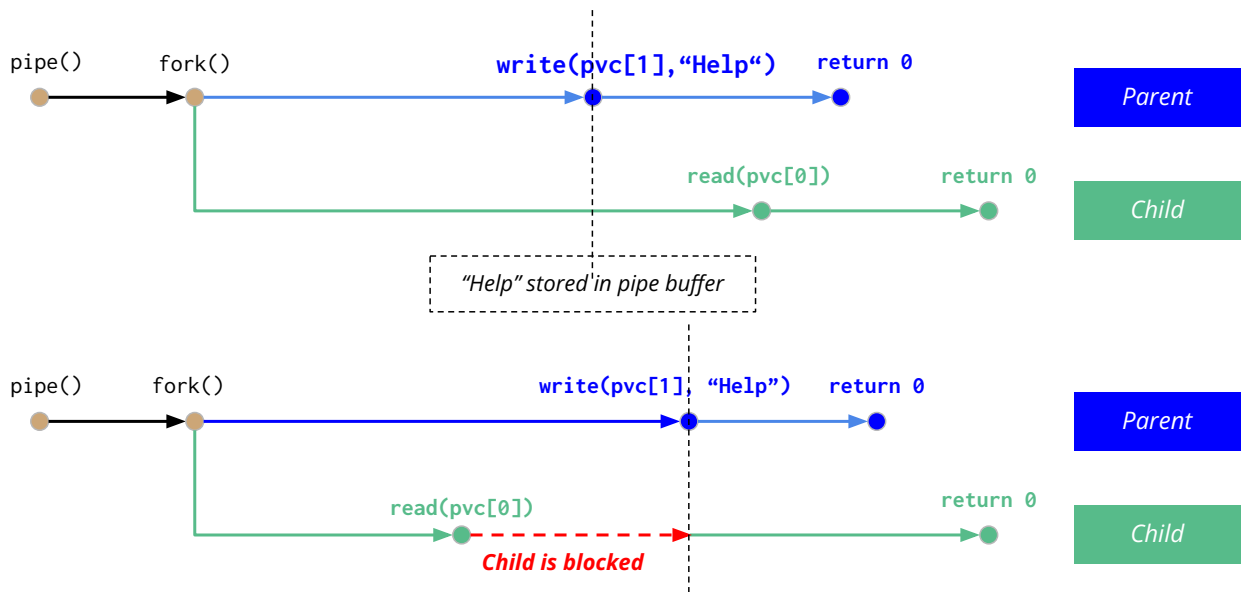 pipe() fork() write(pvc[1],“Help“) return 0
Parent
read(pvc[0]) return 0
Child
“Help” stored in pipe buffer
pipe() fork() write(pvc[1], “Help”) return 0
Parent
read(pvc[0]) return 0
Child is blocked
Child